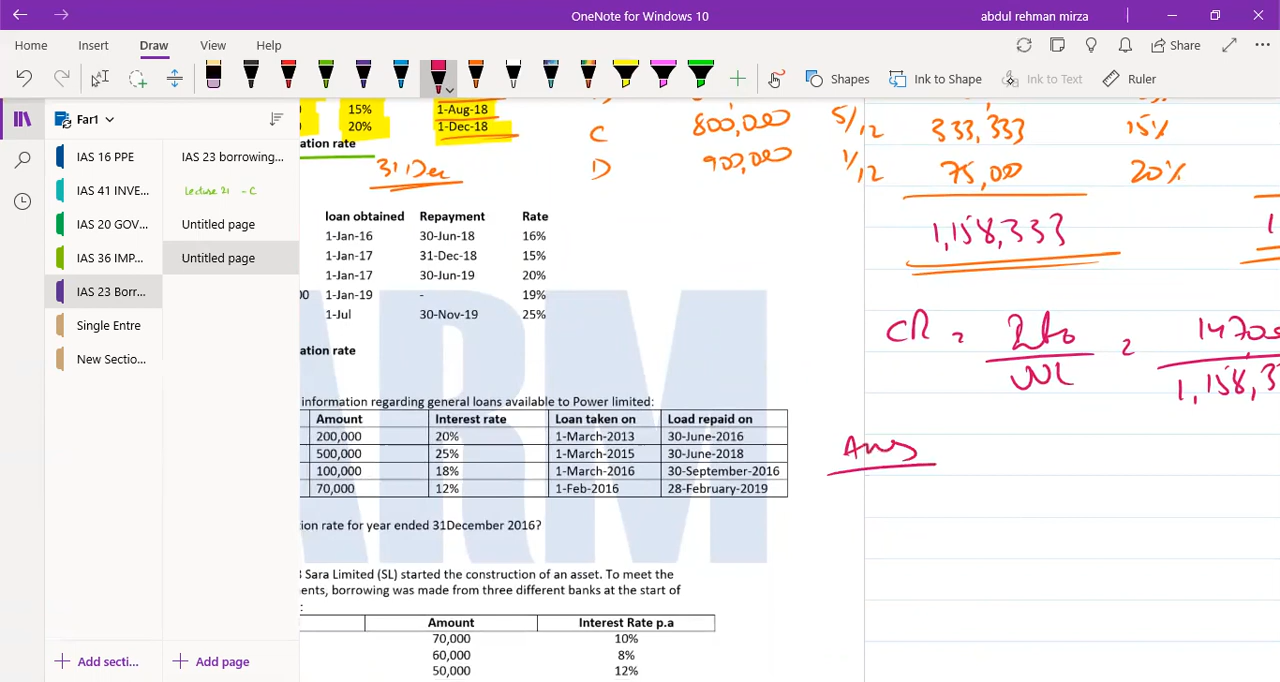 OneNote for Windows 10
abdul rehman mirza
Home Insert Draw View Help
Share
Shapes Ink to Shape Ink to Text Ruler
Far1
IAS 16 PPE
IAS 41 INVE...
IAS 20 GOV...
IAS 36 IMP...
IAS 23 Borr...
Single Entre
New Sectio...
Add secti...
IAS 23 borrowing...
Lecture 21 - C
Untitled page
Untitled page
Add page
15% 1-Aug-18
20% 1-Dec-18
ation rate
31 Dec
C 800,000 5/12 333,333 15%
D 900,000 1/12 75,000 20%
1,158,333
loan obtained Repayment Rate
1-Jan-16 30-Jun-18 16%
1-Jan-17 31-Dec-18 15%
1-Jan-17 30-Jun-19 20%
1-Jan-19 - 19%
1-Jul 30-Nov-19 25%
ation rate
CR =
Ans
information regarding general loans available to Power limited:
Amount Interest rate Loan taken on Load repaid on
200,000 20% 1-March-2013 30-June-2016
500,000 25% 1-March-2015 30-June-2018
100,000 18% 1-March-2016 30-September-2016
70,000 12% 1-Feb-2016 28-February-2019
ion rate for year ended 31December 2016?
3 Sara Limited (SL) started the construction of an asset. To meet the
ents, borrowing was made from three different banks at the start of
Amount Interest Rate p.a
70,000 10%
60,000 8%
50,000 12%